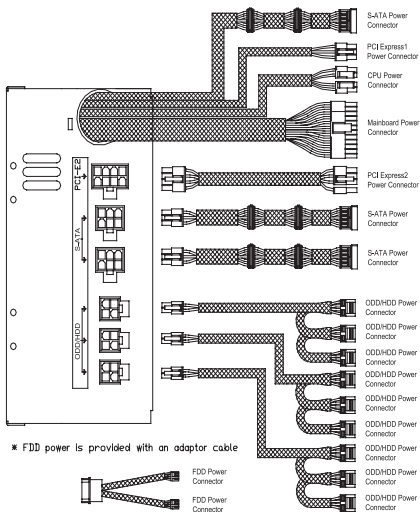 S-ATA Power
Connector
PCI Express1
Power Connector
CPU Power
Connector
Mainboard Power
Connector
PCI-E2
PCI Express2
Power Connector
S-ATA
S-ATA Power
Connector
S-ATA Power
Connector
ODD/HDD
ODD/HDD Power
Connector
ODD/HDD Power
Connector
ODD/HDD Power
Connector
ODD/HDD Power
Connector
ODD/HDD Power
Connector
ODD/HDD Power
Connector
ODD/HDD Power
Connector
ODD/HDD Power
Connector
ODD/HDD Power
Connector
* FDD power is provided with an adaptor cable
FDD Power
Connector
FDD Power
Connector